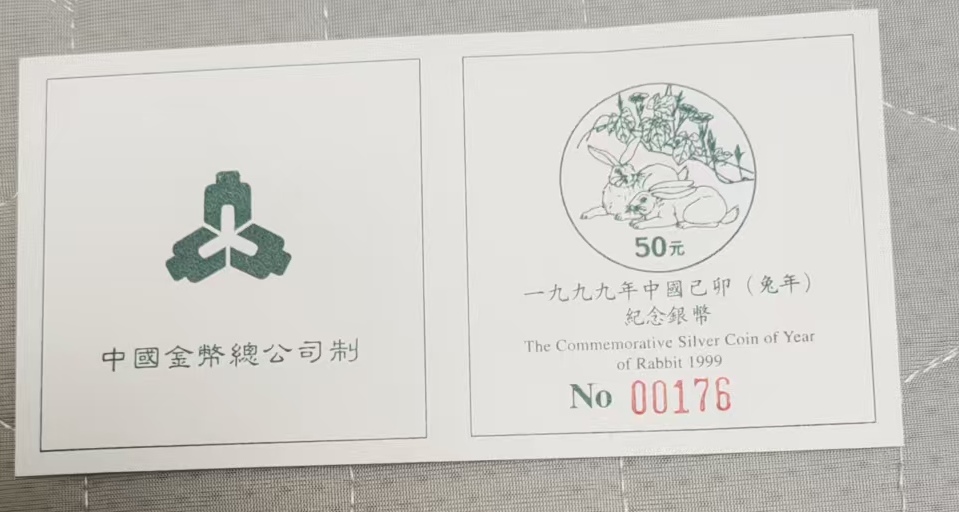 中國金幣總公司制
50元
一九九九年中國己卯（兔年）
紀念銀幣
The Commemorative Silver Coin of Year
of Rabbit 1999
No 00176